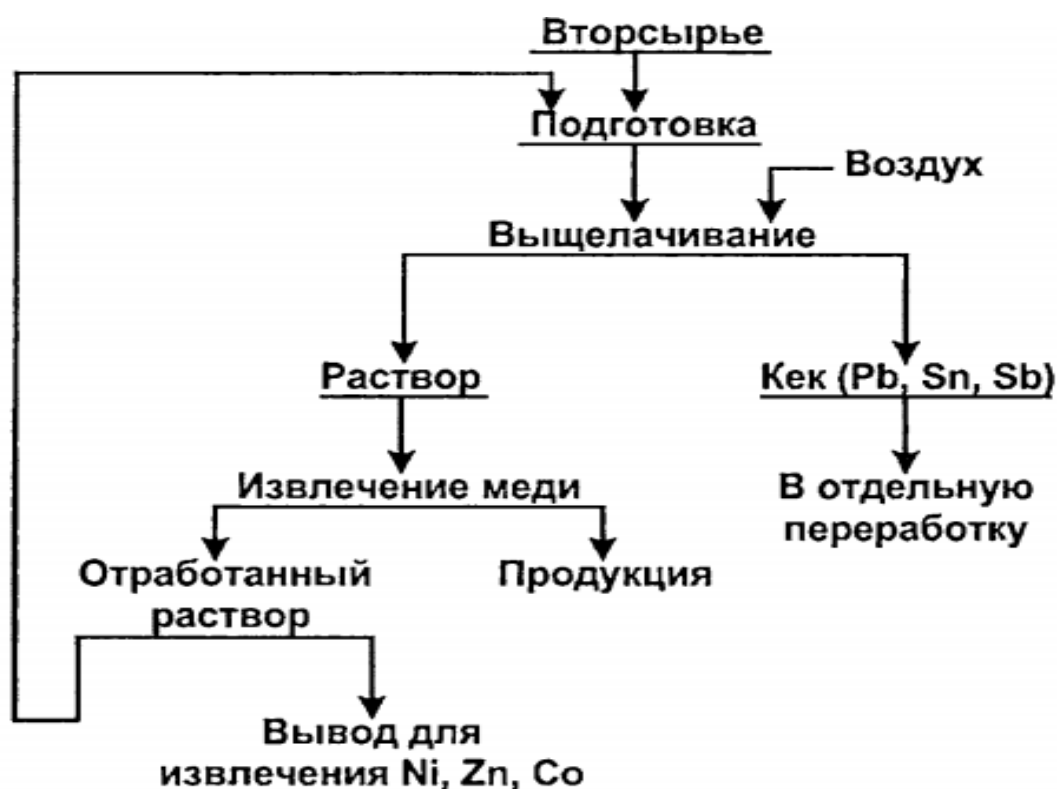 Вторсырье
Подготовка
Воздух
Выщелачивание
Раствор
Кек (Pb, Sn, Sb)
Извлечение меди
В отдельную
переработку
Отработанный
раствор
Продукция
Вывод для
извлечения Ni, Zn, Co